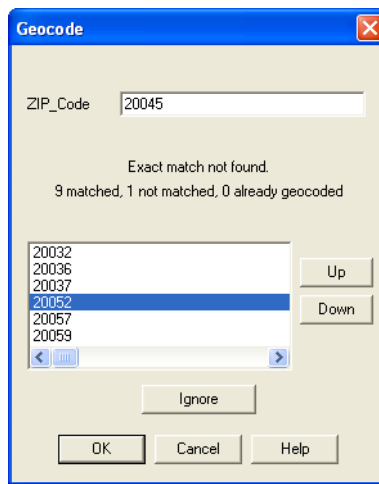 Geocode
ZIP_Code 20045
Exact match not found.
9 matched, 1 not matched, 0 already geocoded
20032
20036
20037
20052
20057
20059
Up
Down
Ignore
OK Cancel Help